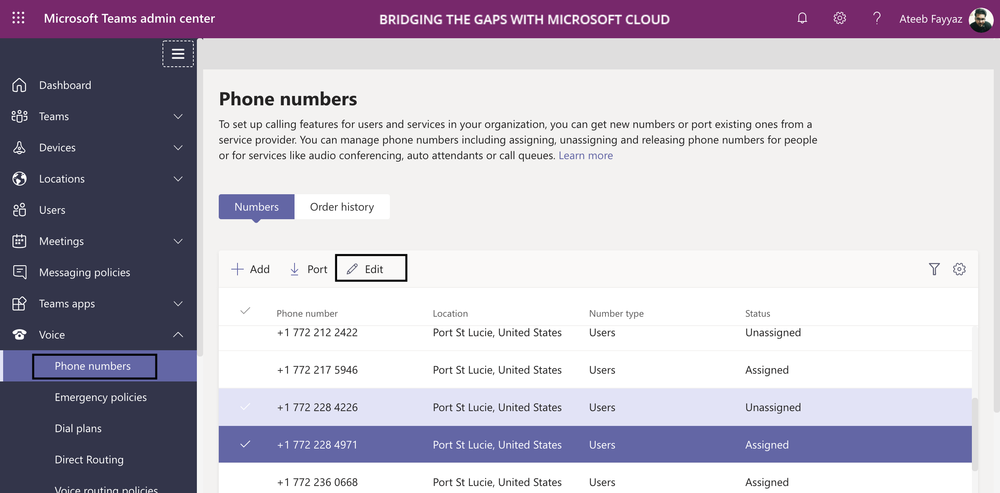 Microsoft Teams admin center
BRIDGING THE GAPS WITH MICROSOFT CLOUD
Ateeb Fayyaz
Dashboard
Teams
Devices
Locations
Users
Meetings
Messaging policies
Teams apps
Voice
Phone numbers
Emergency policies
Dial plans
Direct Routing
Voice routing policies
Phone numbers
To set up calling features for users and services in your organization, you can get new numbers or port existing ones from a
service provider. You can manage phone numbers including assigning, unassigning and releasing phone numbers for people
or for services like audio conferencing, auto attendants or call queues. Learn more
Numbers Order history
Add Port Edit
Phone number Location Number type Status
+1 772 212 2422 Port St Lucie, United States Users Unassigned
+1 772 217 5946 Port St Lucie, United States Users Assigned
+1 772 228 4226 Port St Lucie, United States Users Unassigned
+1 772 228 4971 Port St Lucie, United States Users Assigned
+1 772 236 0668 Port St Lucie, United States Users Assigned